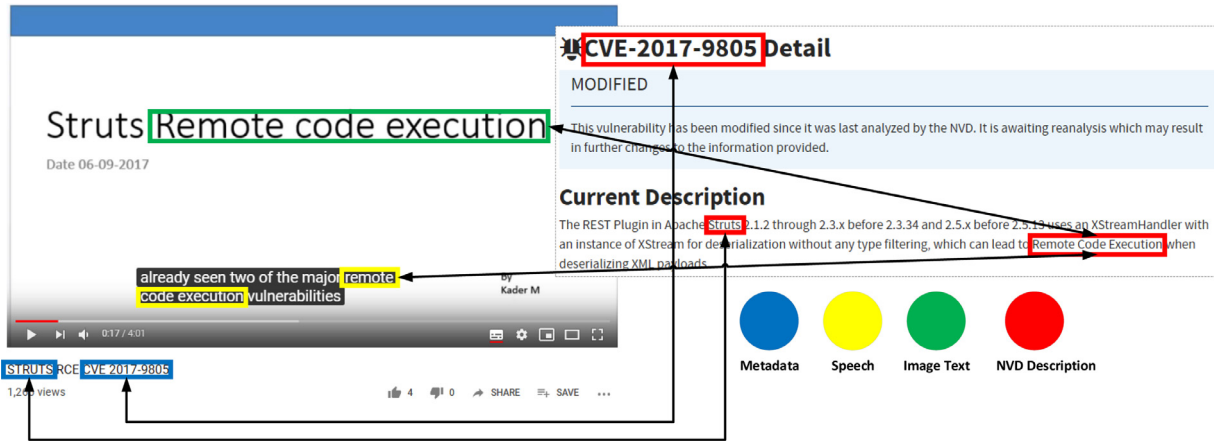 Struts Remote code execution
Date 06-09-2017
already seen two of the major remote
code execution vulnerabilities
by
Kader M
0:17 / 4:01
STRUTS RCE CVE 2017-9805
views
4
0
SHARE
SAVE
CVE-2017-9805 Detail
MODIFIED
This vulnerability has been modified since it was last analyzed by the NVD. It is awaiting reanalysis which may result
in further changes to the information provided.
Current Description
The REST Plugin in Apache Struts 2.1.2 through 2.3.x before 2.3.34 and 2.5.x before 2.5.13 uses an XStreamHandler with
an instance of XStream for deserialization without any type filtering, which can lead to Remote Code Execution when
deserializing XML payloads.
Metadata
Speech
Image Text
NVD Description